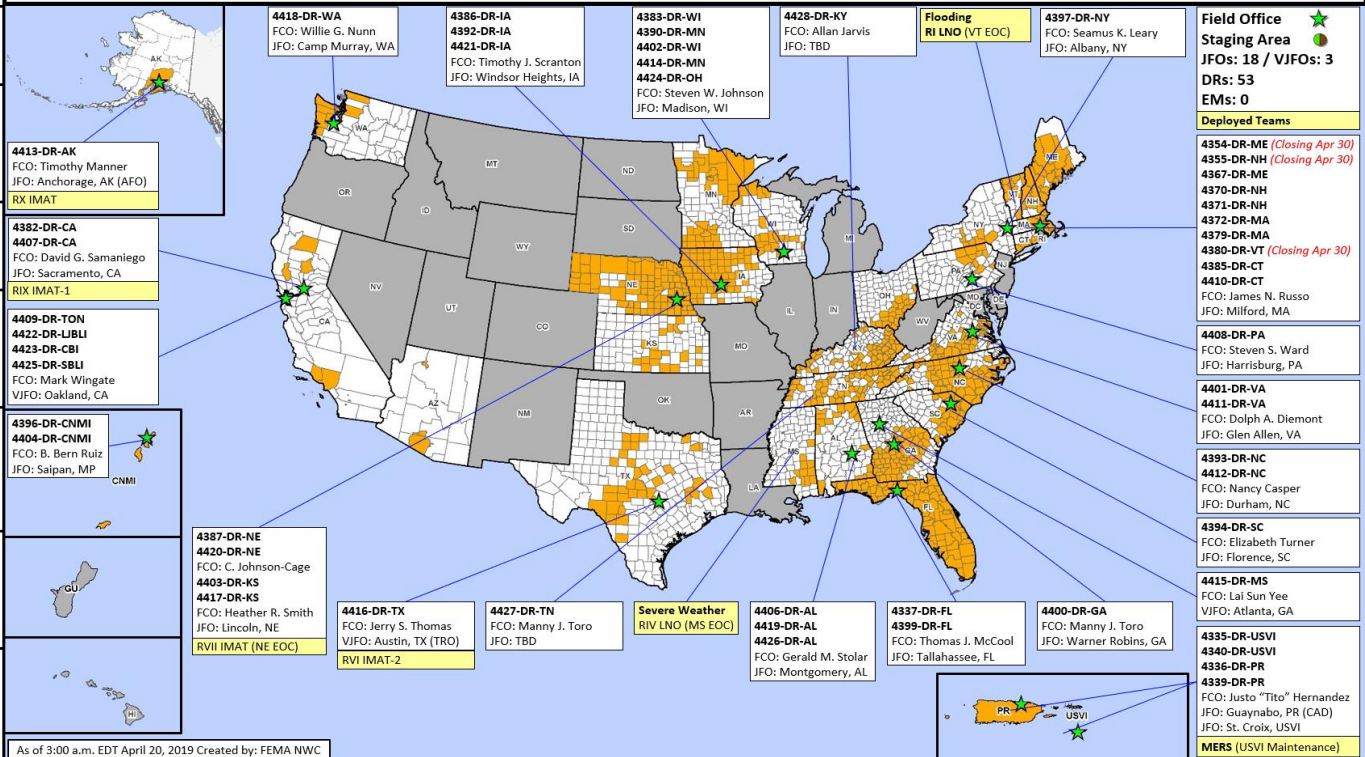 4418-DR-WA
FCO: Willie G. Nunn
JFO: Camp Murray, WA
4386-DR-IA
4392-DR-IA
4421-DR-IA
FCO: Timothy J. Scranton
JFO: Windsor Heights, IA
4383-DR-WI
4390-DR-MN
4402-DR-WI
4414-DR-MN
4424-DR-OH
FCO: Steven W. Johnson
JFO: Madison, WI
4428-DR-KY
FCO: Allan Jarvis
JFO: TBD
Flooding
RI LNO (VT EOC)
4397-DR-NY
FCO: Seamus K. Leary
JFO: Albany, NY
Field Office
Staging Area
JFOs: 18 / VJFOs: 3
DRs: 53
EMs: 0
Deployed Teams
AK
4413-DR-AK
FCO: Timothy Manner
JFO: Anchorage, AK (AFO)
RX IMAT
4382-DR-CA
4407-DR-CA
FCO: David G. Samaniego
JFO: Sacramento, CA
RIX IMAT-1
4409-DR-TON
4422-DR-LJBLI
4423-DR-CBI
4425-DR-SBLI
FCO: Mark Wingate
VJFO: Oakland, CA
4396-DR-CNMI
4404-DR-CNMI
FCO: B. Bern Ruiz
JFO: Saipan, MP
CNMI
GU
HI
WA
MT
ND
MN
OR
ID
SD
WI
MI
WY
NE
IA
NV
UT
CO
KS
MO
IL
IN
OH
CA
AZ
NM
OK
AR
TX
LA
MS
AL
GA
FL
SC
NC
TN
KY
VA
WV
MD
DE
NJ
PA
NY
CT
RI
MA
VT
NH
ME
4354-DR-ME (Closing Apr 30)
4355-DR-NH (Closing Apr 30)
4367-DR-ME
4370-DR-NH
4371-DR-NH
4372-DR-MA
4379-DR-MA
4380-DR-VT (Closing Apr 30)
4385-DR-CT
4410-DR-CT
FCO: James N. Russo
JFO: Milford, MA
4408-DR-PA
FCO: Steven S. Ward
JFO: Harrisburg, PA
4401-DR-VA
4411-DR-VA
FCO: Dolph A. Diemont
JFO: Glen Allen, VA
4393-DR-NC
4412-DR-NC
FCO: Nancy Casper
JFO: Durham, NC
4394-DR-SC
FCO: Elizabeth Turner
JFO: Florence, SC
4415-DR-MS
FCO: Lai Sun Yee
VJFO: Atlanta, GA
4335-DR-USVI
4340-DR-USVI
4336-DR-PR
4339-DR-PR
FCO: Justo “Tito” Hernandez
JFO: Guaynabo, PR (CAD)
JFO: St. Croix, USVI
MERS (USVI Maintenance)
4387-DR-NE
4420-DR-NE
FCO: C. Johnson-Cage
4403-DR-KS
4417-DR-KS
FCO: Heather R. Smith
JFO: Lincoln, NE
RVII IMAT (NE EOC)
4416-DR-TX
FCO: Jerry S. Thomas
VJFO: Austin, TX (TRO)
RVI IMAT-2
4427-DR-TN
FCO: Manny J. Toro
JFO: TBD
Severe Weather
RIV LNO (MS EOC)
4406-DR-AL
4419-DR-AL
4426-DR-AL
FCO: Gerald M. Stolar
JFO: Montgomery, AL
4337-DR-FL
4399-DR-FL
FCO: Thomas J. McCool
JFO: Tallahassee, FL
4400-DR-GA
FCO: Manny J. Toro
JFO: Warner Robins, GA
PR
USVI
As of 3:00 a.m. EDT April 20, 2019 Created by: FEMA NWC